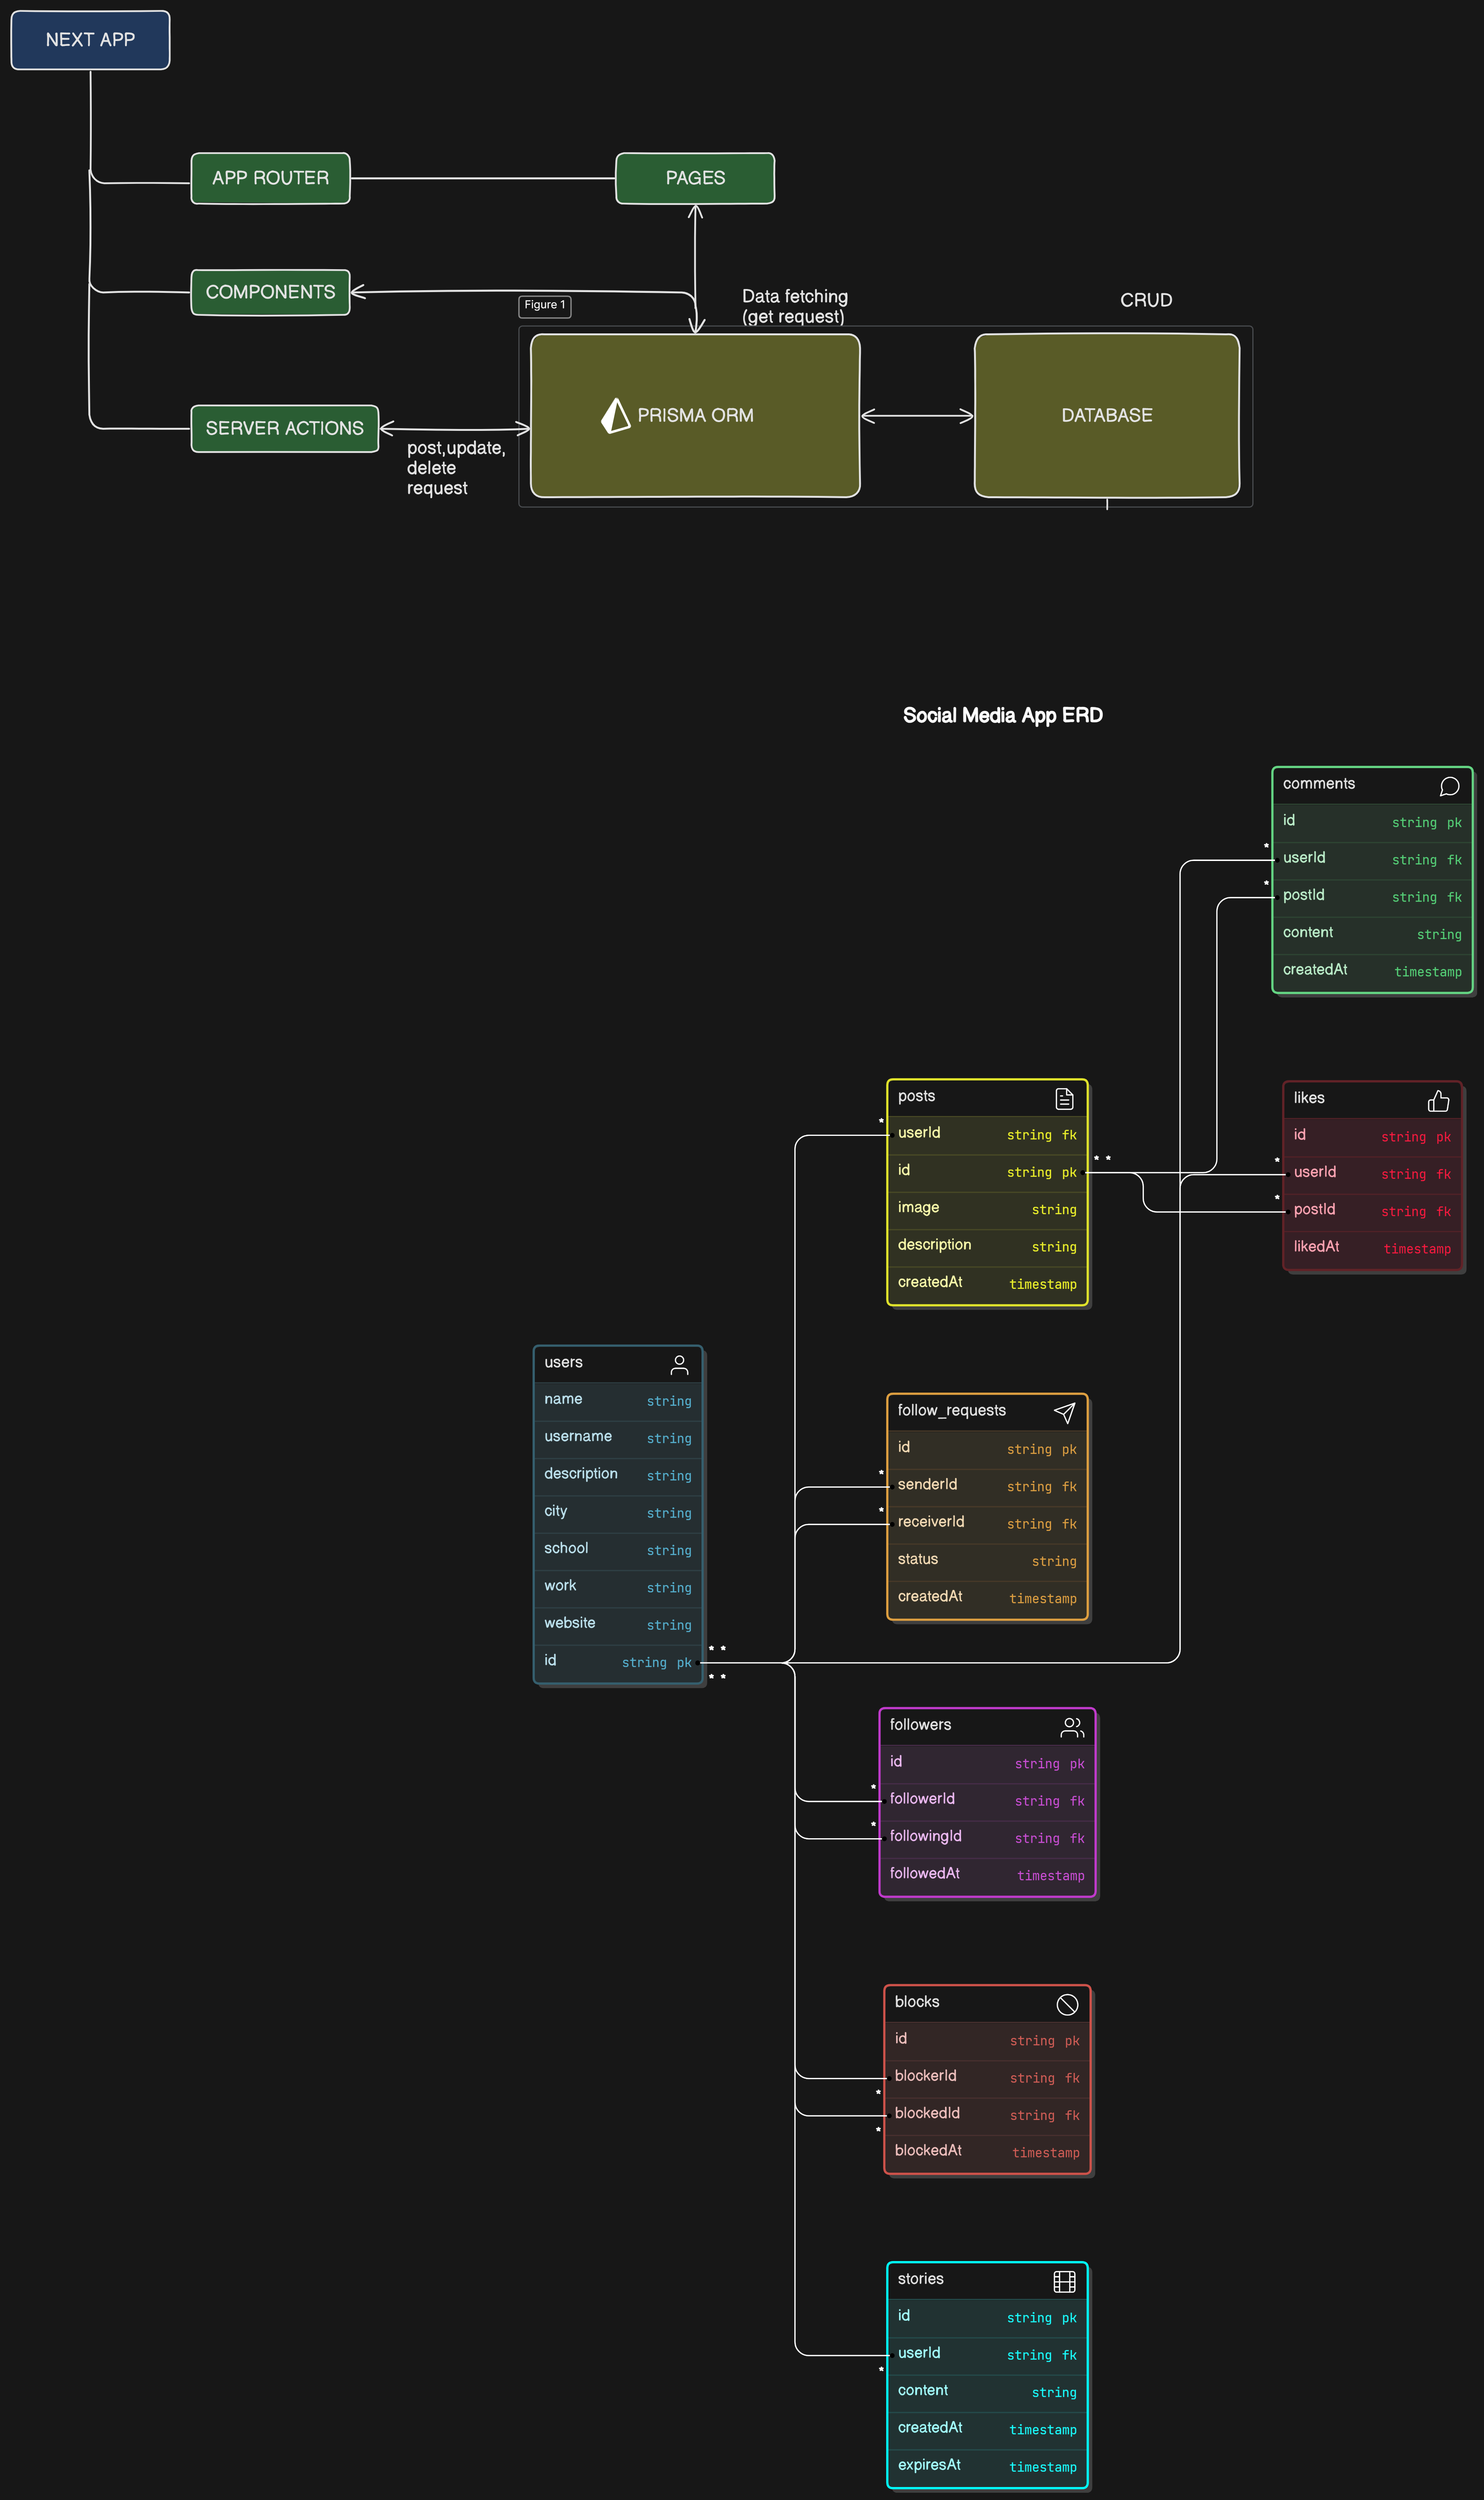 NEXT APP
APP ROUTER
PAGES
COMPONENTS
Figure 1
Data fetching
(get request)
CRUD
SERVER ACTIONS
post,update,
delete
request
PRISMA ORM
DATABASE
Social Media App ERD
comments
id string pk
* userId string fk
* postId string fk
content string
createdAt timestamp
posts
* userId string fk
id string pk * *
image string
description string
createdAt timestamp
likes
id string pk
* userId string fk
* postId string fk
likedAt timestamp
users
name string
username string
description string
city string
school string
work string
website string
id string pk * *
* *
follow_requests
id string pk
* senderId string fk
* receiverId string fk
status string
createdAt timestamp
followers
id string pk
* followerId string fk
* followingId string fk
followedAt timestamp
blocks
id string pk
blockerId string fk
*
blockedId string fk
*
blockedAt timestamp
stories
id string pk
userId string fk
*
content string
createdAt timestamp
expiresAt timestamp